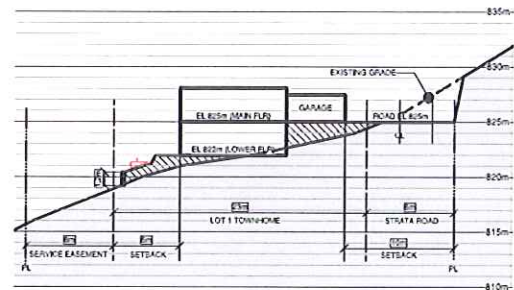 835m
830m
EXISTING GRADE
GARAGE
EL 825m (MAIN FLR)
ROAD EL 825m
825m
EL 822m (LOWER FLR)
820m
LOT 1 TOWNHOME
STRATA ROAD
815m
SERVICE EASEMENT
SETBACK
SETBACK
PL
PL
810m